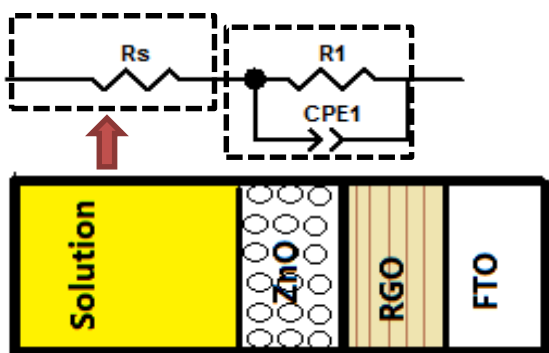 Rs
R1
CPE1
Solution
ZnO
RGO
FTO